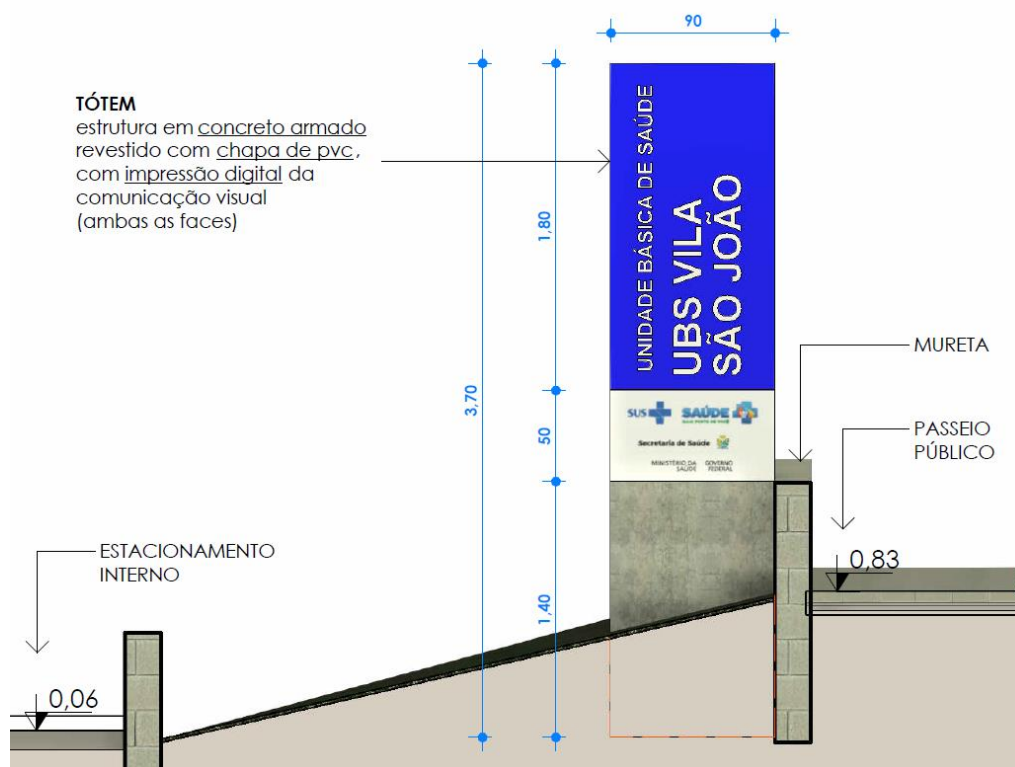 90
TÓTEM
estrutura em concreto armado
revestido com chapa de pvc,
com impressão digital da
comunicação visual
(ambas as faces)
1,80
3,70
50
1,40
UNIDADE BÁSICA DE SAÚDE
UBS VILA
SÃO JOÃO
SUS SAÚDE
Secretaria de Saúde
MINISTÉRIO DA SAÚDE
GOVERNO FEDERAL
MURETA
PASSEIO
PÚBLICO
0,83
ESTACIONAMENTO
INTERNO
0,06